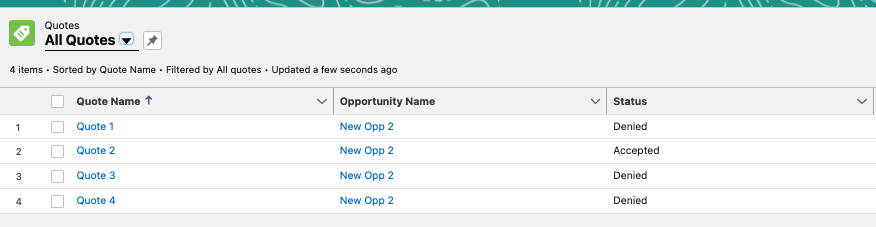 Quotes
All Quotes
4 items • Sorted by Quote Name • Filtered by All quotes • Updated a few seconds ago
Quote Name ↑ Opportunity Name Status
1 Quote 1 New Opp 2 Denied
2 Quote 2 New Opp 2 Accepted
3 Quote 3 New Opp 2 Denied
4 Quote 4 New Opp 2 Denied